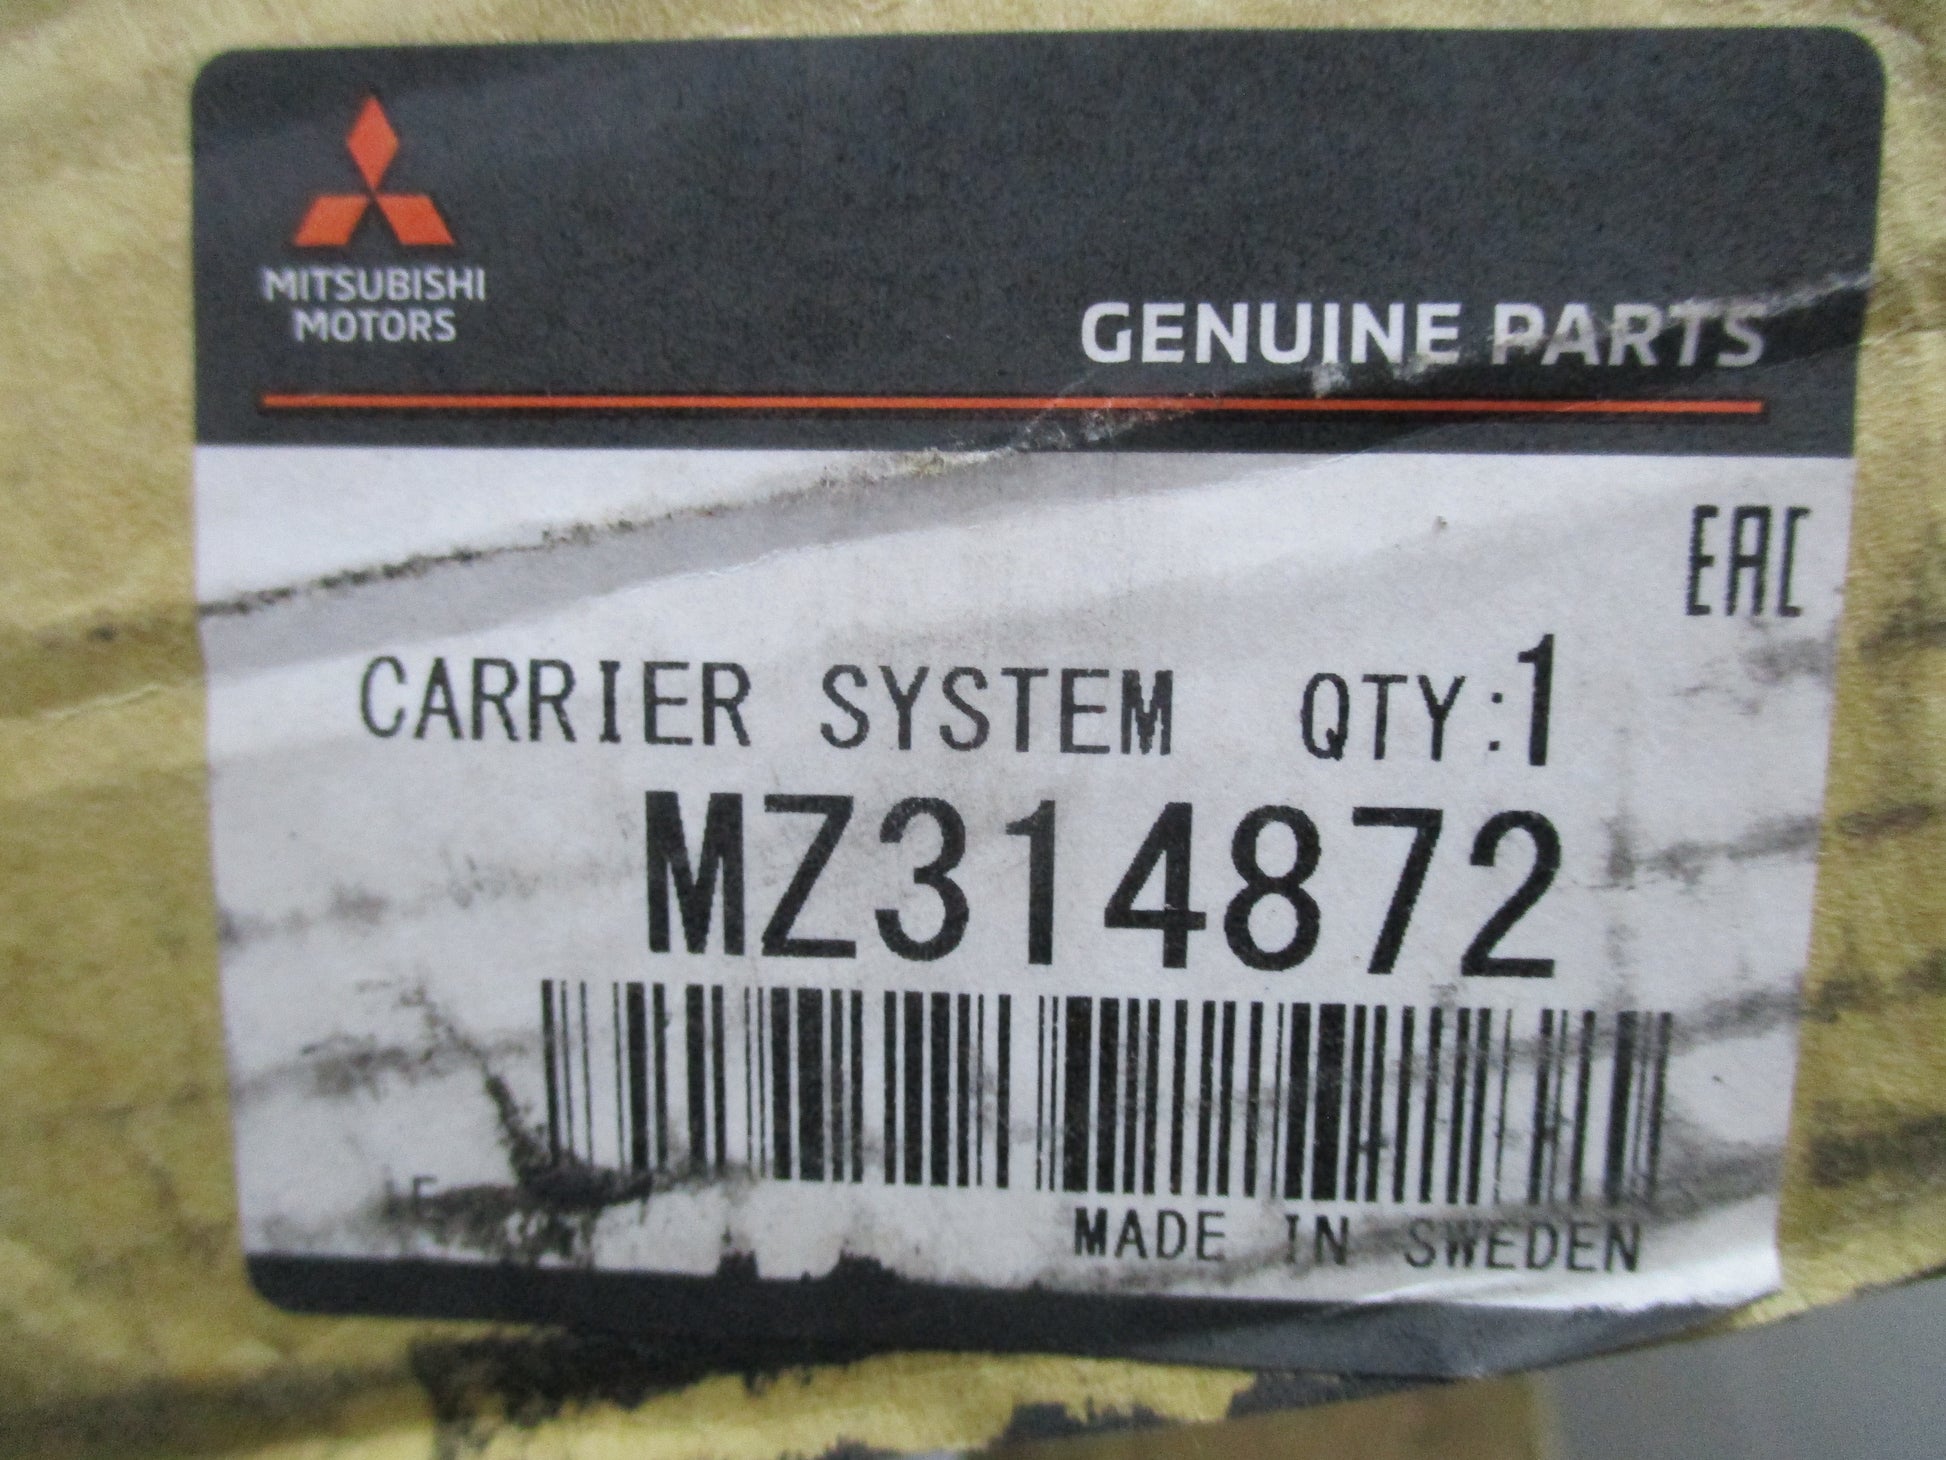 MITSUBISHI
MOTORS
GENUINE PARTS
EAC
CARRIER SYSTEM QTY:1
MZ314872
MADE IN SWEDEN